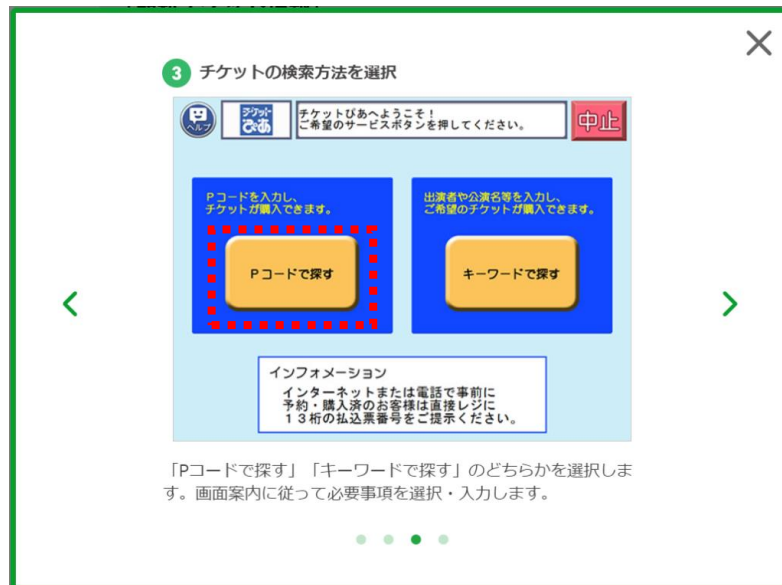 3 チケットの検索方法を選択
ヘルプ
チケット
ぴあ
チケットぴあへようこそ!
ご希望のサービスボタンを押してください。
中止
Pコードを入力し、
チケットが購入できます。
Pコードで探す
出演者や公演名等を入力し、
ご希望のチケットが購入できます。
キーワードで探す
インフォメーション
インターネットまたは電話で事前に
予約・購入済のお客様は直接レジに
13桁の払込票番号をご提示ください。
「Pコードで探す」「キーワードで探す」のどちらかを選択しま
す。画面案内に従って必要事項を選択・入力します。